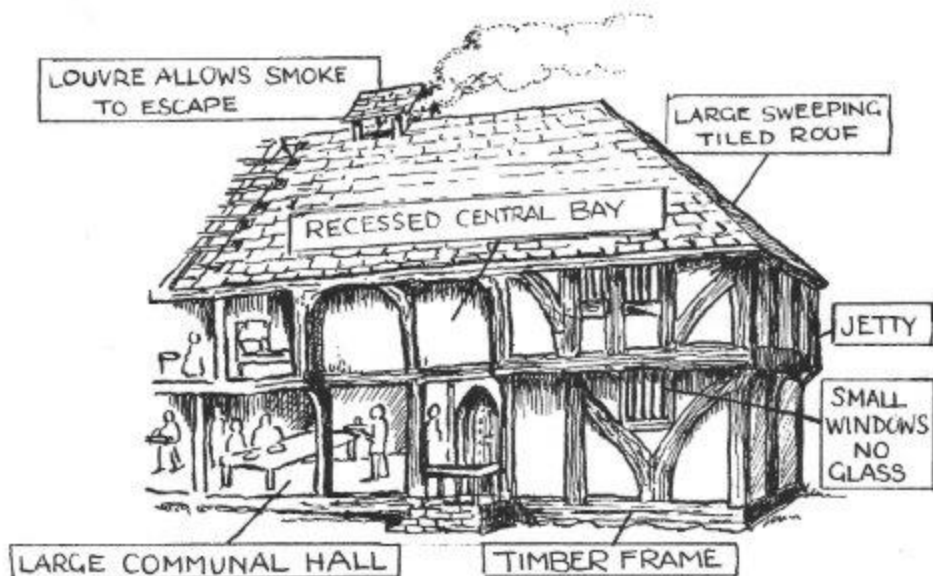 LOUVRE ALLOWS SMOKE
TO ESCAPE
LARGE SWEEPING
TILED ROOF
RECESSED CENTRAL BAY
JETTY
SMALL
WINDOWS
NO
GLASS
LARGE COMMUNAL HALL
TIMBER FRAME